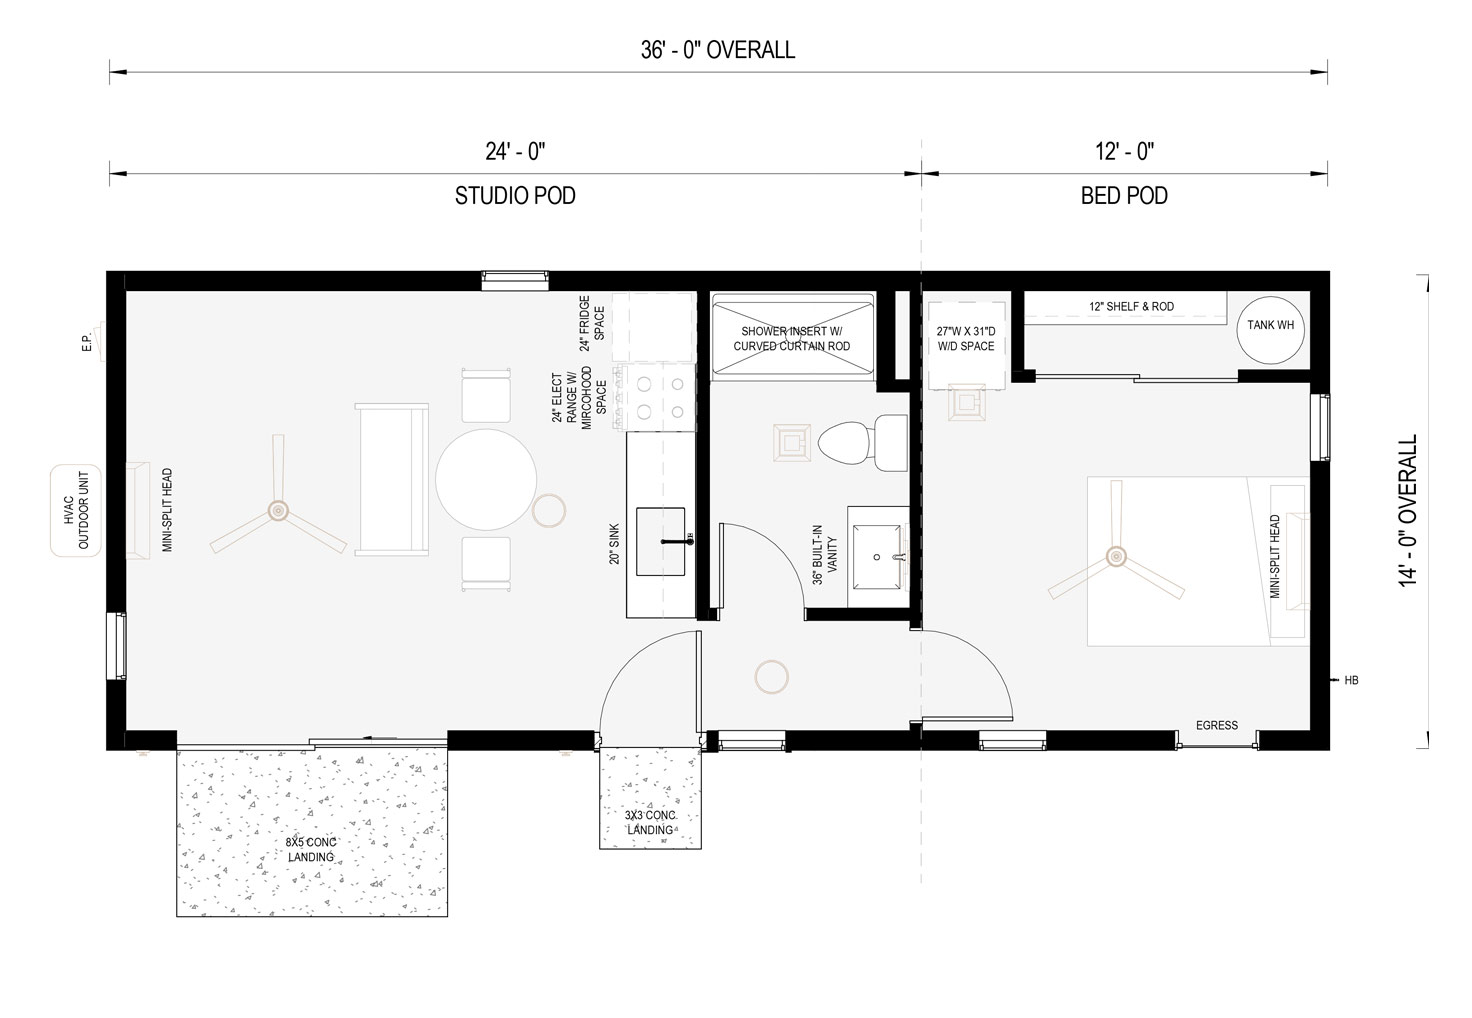 36' - 0" OVERALL
24' - 0"
12' - 0"
STUDIO POD
BED POD
24" FRIDGE
SPACE
SHOWER INSERT W/
CURVED CURTAIN ROD
27"W X 31"D
W/D SPACE
12" SHELF & ROD
TANK WH
E.P.
24" ELECT
RANGE W/
MIRCOHOOD
SPACE
HVAC
OUTDOOR UNIT
MINI-SPLIT HEAD
20" SINK
36" BUILT-IN
VANITY
MINI-SPLIT HEAD
14' - 0" OVERALL
HB
EGRESS
8X5 CONC
LANDING
3X3 CONC
LANDING